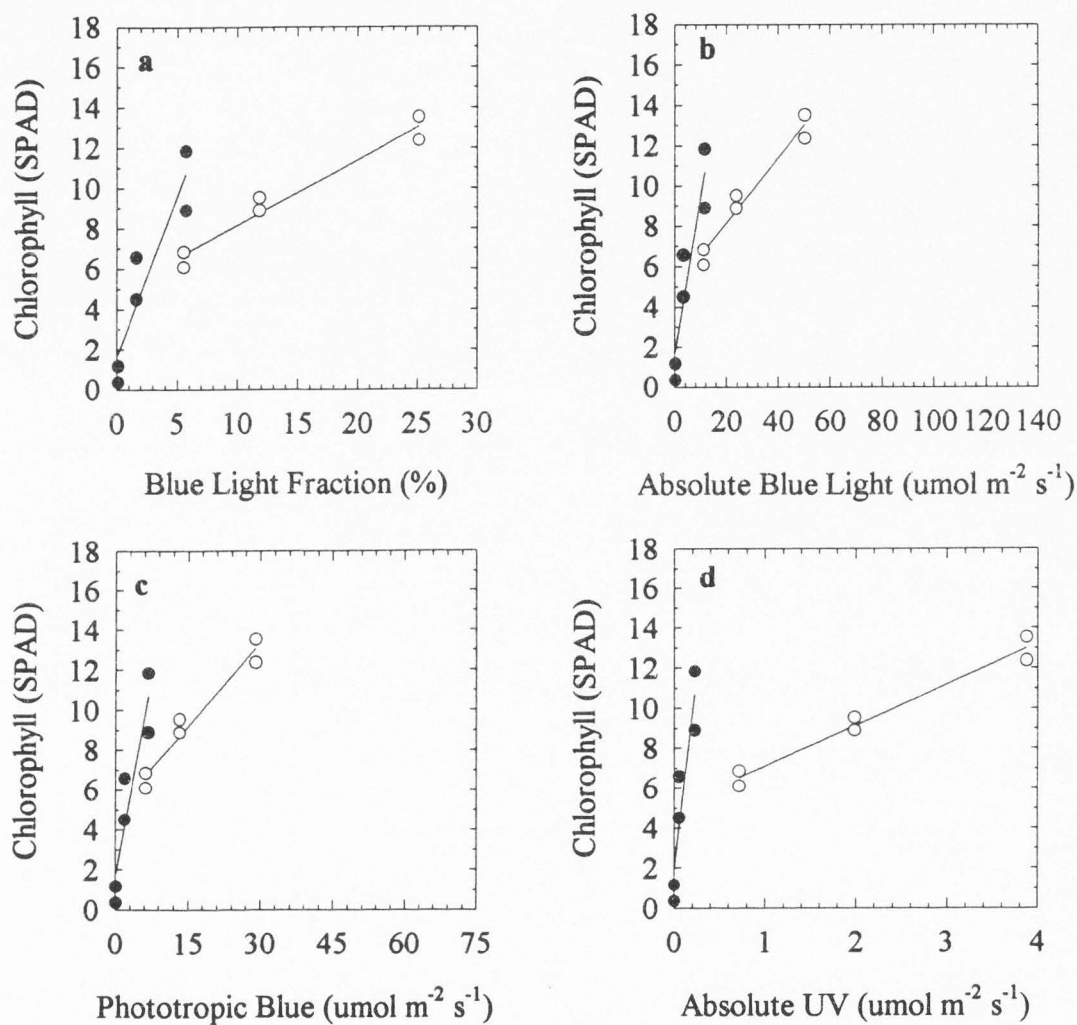 a
Chlorophyll (SPAD)
18
16
14
12
10
8
6
4
2
0
0 5 10 15 20 25 30
Blue Light Fraction (%)
b
Chlorophyll (SPAD)
18
16
14
12
10
8
6
4
2
0
0 20 40 60 80 100 120 140
Absolute Blue Light (umol m-2 s-1)
c
Chlorophyll (SPAD)
18
16
14
12
10
8
6
4
2
0
0 15 30 45 60 75
Phototropic Blue (umol m-2 s-1)
d
Chlorophyll (SPAD)
18
16
14
12
10
8
6
4
2
0
0 1 2 3 4
Absolute UV (umol m-2 s-1)